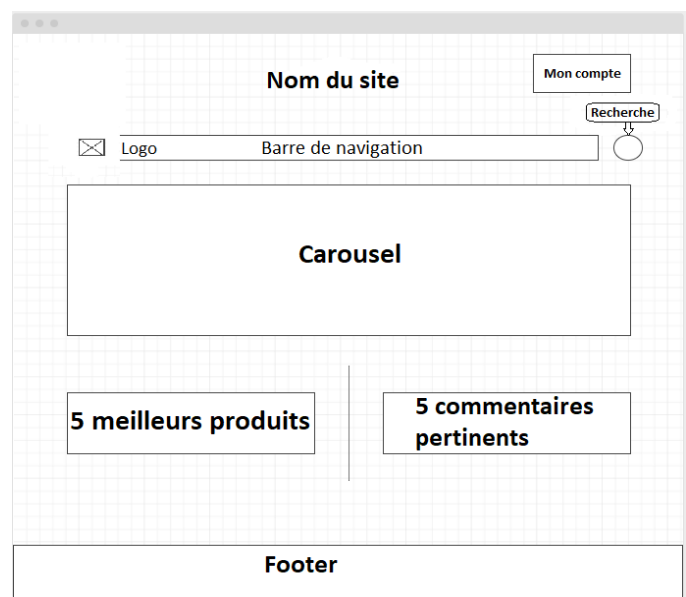 Nom du site
Mon compte
Recherche
Logo
Barre de navigation
Carousel
5 meilleurs produits
5 commentaires
pertinents
Footer